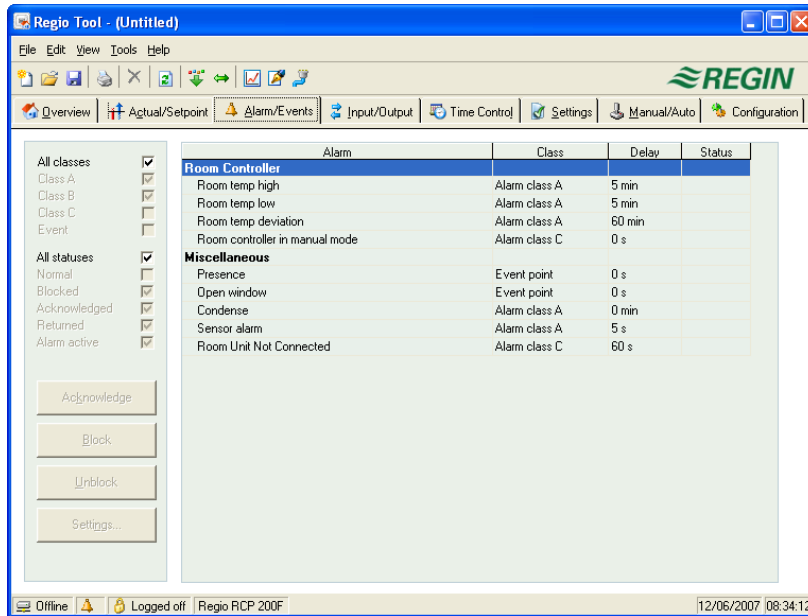 Regio Tool - (Untitled)
File Edit View Tools Help
REGIN
Overview Actual/Setpoint Alarm/Events Input/Output Time Control Settings Manual/Auto Configuration
All classes
Class A
Class B
Class C
Event
All statuses
Normal
Blocked
Acknowledged
Returned
Alarm active
Acknowledge
Block
Unblock
Settings...
Alarm Class Delay Status
Room Controller
Room temp high Alarm class A 5 min
Room temp low Alarm class A 5 min
Room temp deviation Alarm class A 60 min
Room controller in manual mode Alarm class C 0 s
Miscellaneous
Presence Event point 0 s
Open window Event point 0 s
Condense Alarm class A 0 min
Sensor alarm Alarm class A 5 s
Room Unit Not Connected Alarm class C 60 s
Offline Logged off Regio RCP 200F 12/06/2007 08:34:12